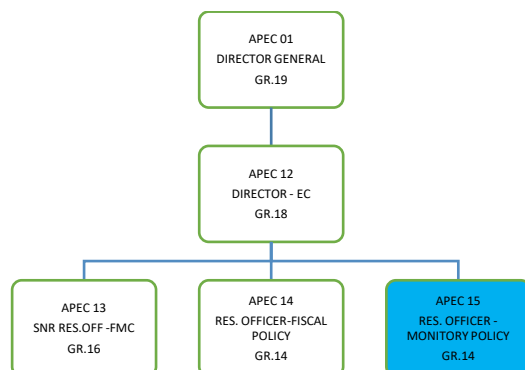 APEC 01
DIRECTOR GENERAL
GR.19
APEC 12
DIRECTOR - EC
GR.18
APEC 13
SNR RES.OFF -FMC
GR.16
APEC 14
RES. OFFICER-FISCAL
POLICY
GR.14
APEC 15
RES. OFFICER -
MONITORY POLICY
GR.14